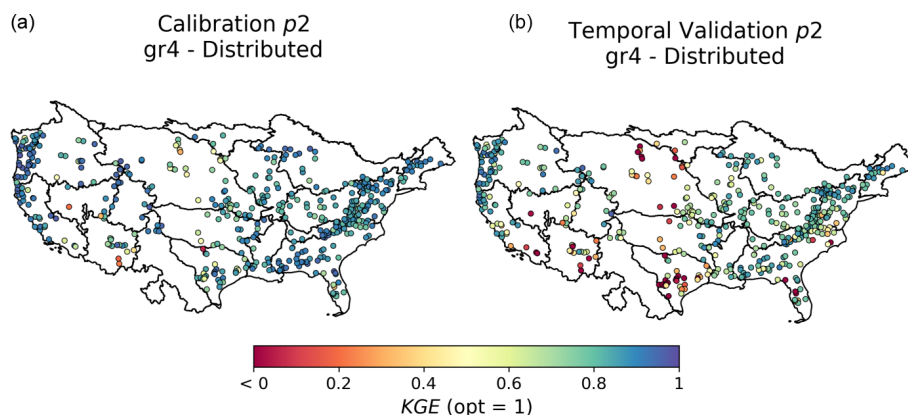 (a)
Calibration p2
gr4 - Distributed
(b)
Temporal Validation p2
gr4 - Distributed
< 0 0.2 0.4 0.6 0.8 1
KGE (opt = 1)